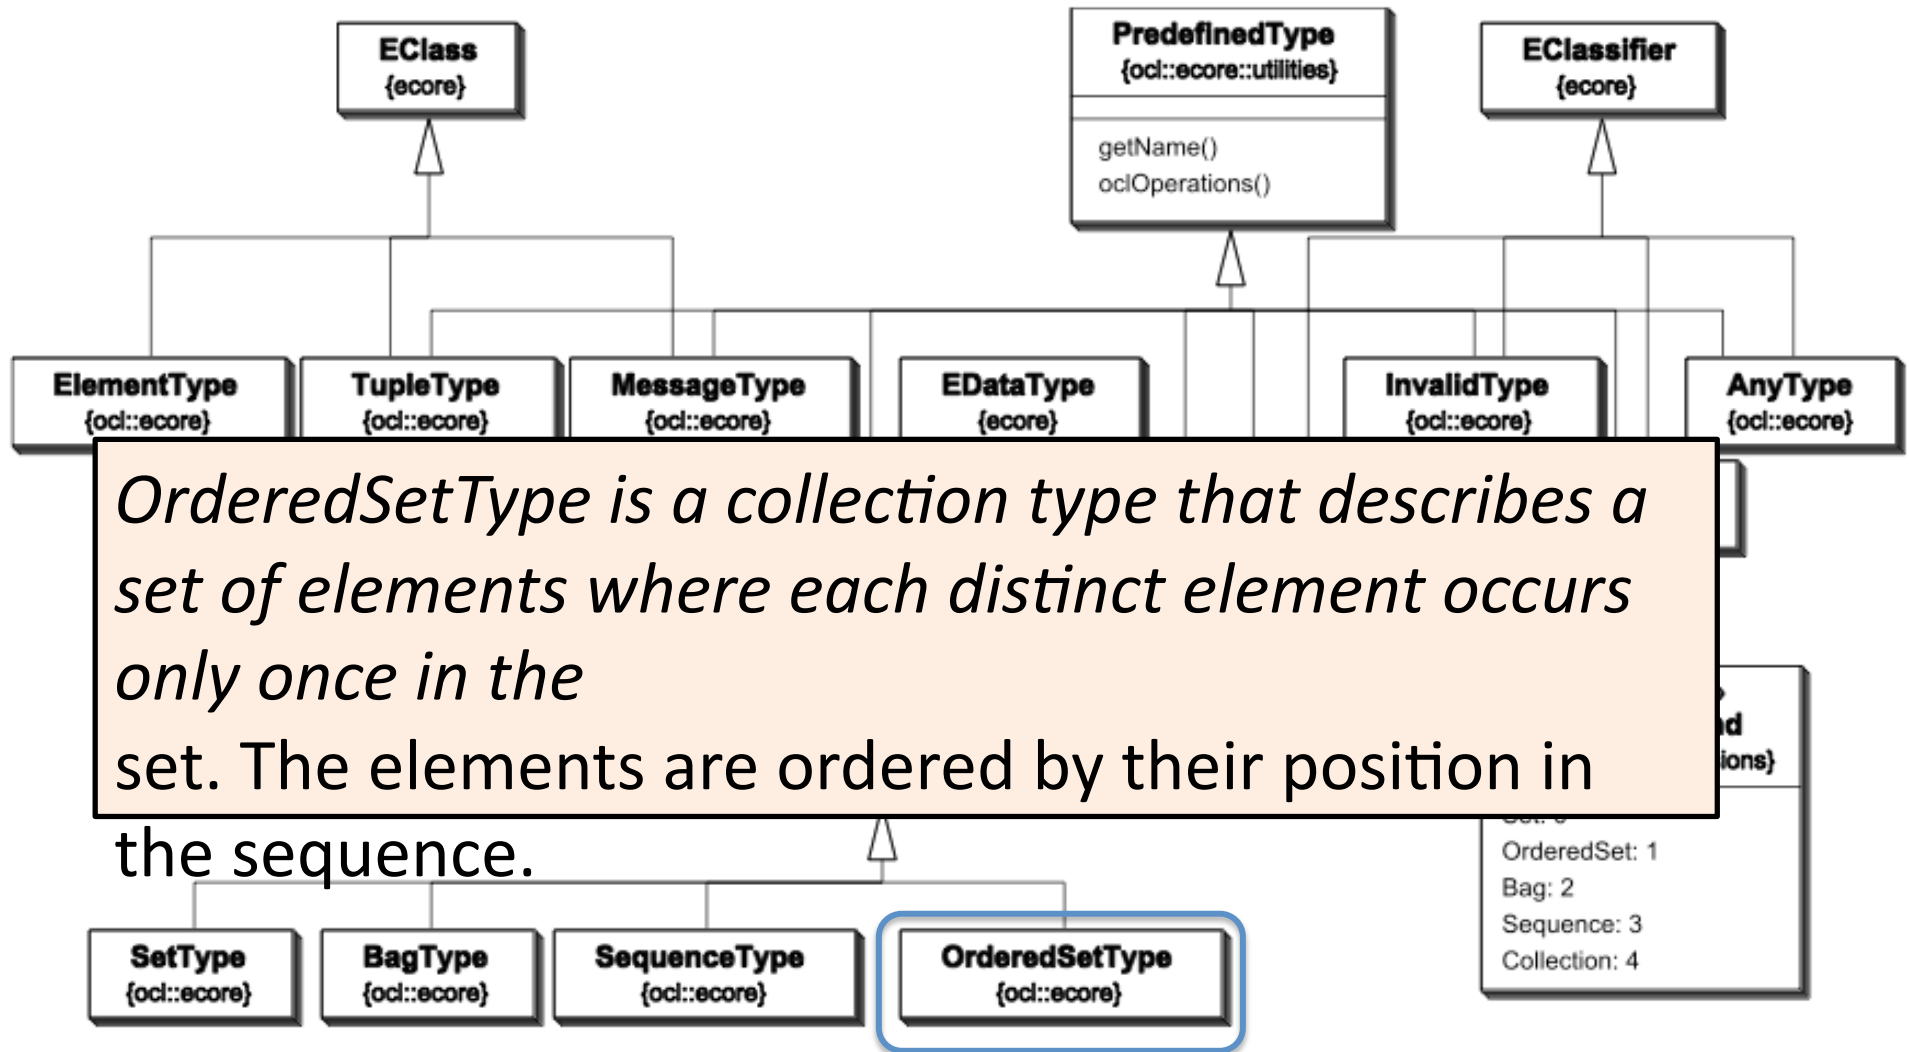 EClass
{ecore}
PredefinedType
{ocl::ecore::utilities}
getName()
oclOperations()
EClassifier
{ecore}
ElementType
{ocl::ecore}
TupleType
{ocl::ecore}
MessageType
{ocl::ecore}
EDataType
{ecore}
InvalidType
{ocl::ecore}
AnyType
{ocl::ecore}
OrderedSetType is a collection type that describes a
set of elements where each distinct element occurs
only once in the
set. The elements are ordered by their position in
the sequence.
OrderedSet: 1
Bag: 2
Sequence: 3
Collection: 4
SetType
{ocl::ecore}
BagType
{ocl::ecore}
SequenceType
{ocl::ecore}
OrderedSetType
{ocl::ecore}